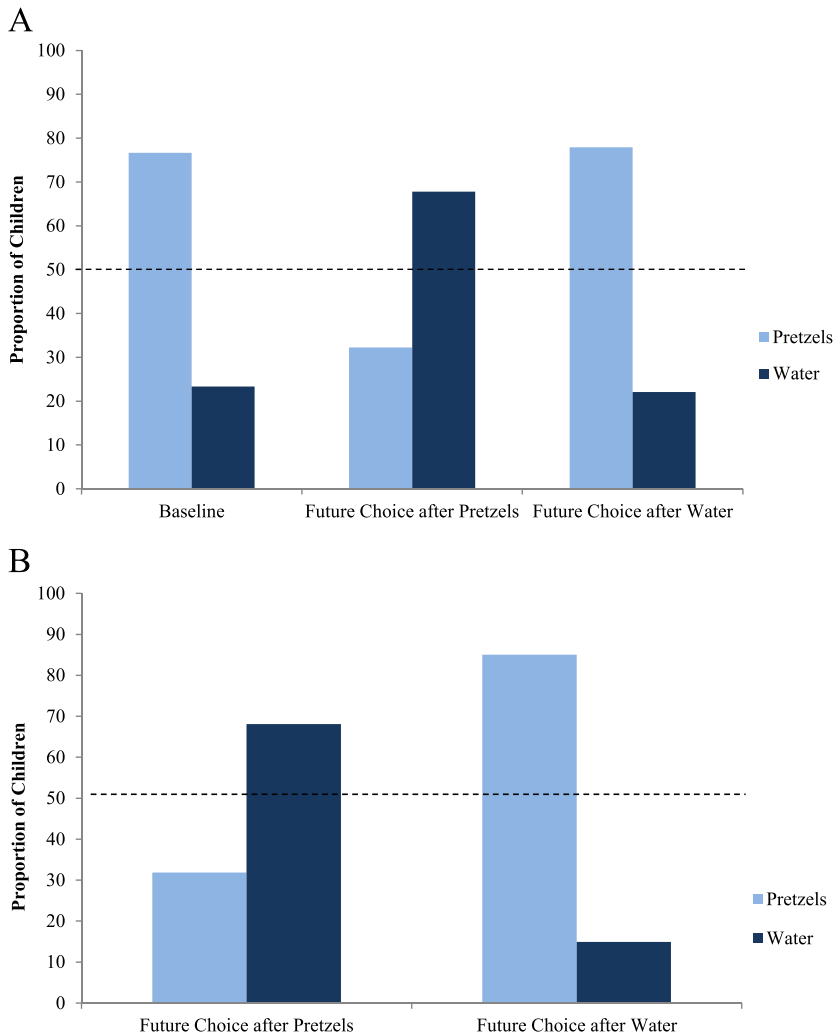 A
100
90
80
70
60
50
40
30
20
10
0
Proportion of Children
Baseline
Future Choice after Pretzels
Future Choice after Water
Pretzels
Water
B
100
90
80
70
60
50
40
30
20
10
0
Proportion of Children
Future Choice after Pretzels
Future Choice after Water
Pretzels
Water